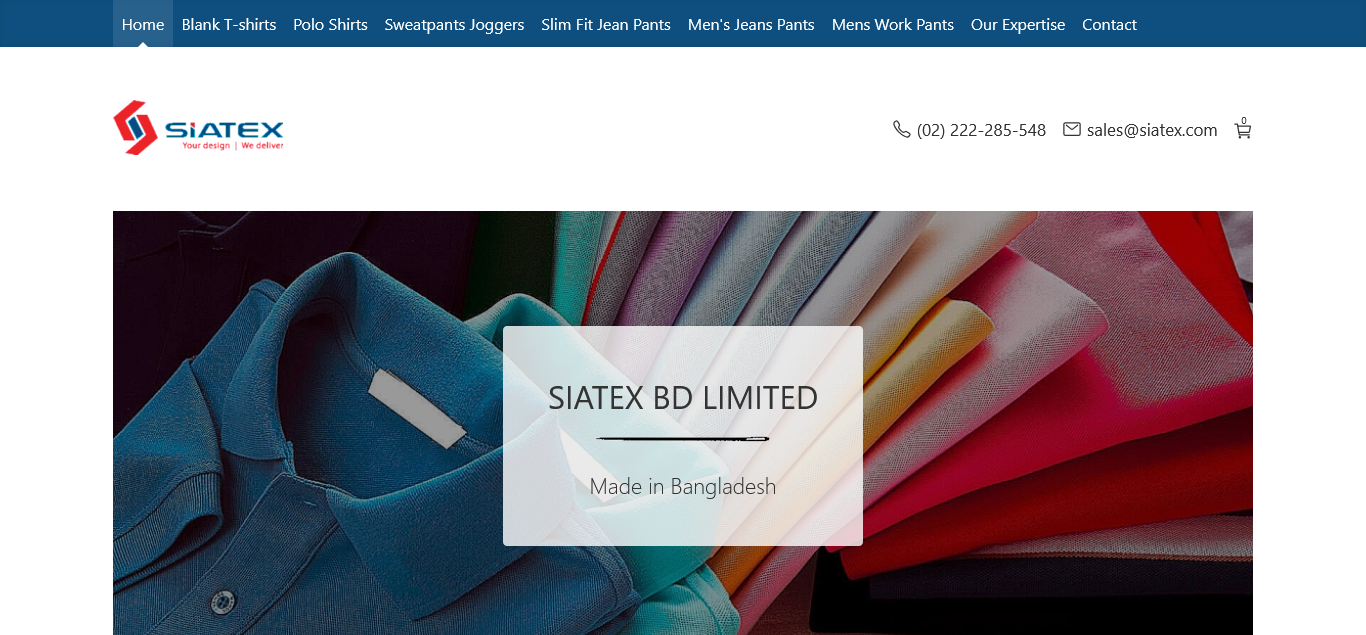 Home Blank T-shirts Polo Shirts Sweatpants Joggers Slim Fit Jean Pants Men's Jeans Pants Mens Work Pants Our Expertise Contact
SiATEX
Your design | We deliver
(02) 222-285-548 sales@siatex.com 0
SIATEX BD LIMITED
Made in Bangladesh